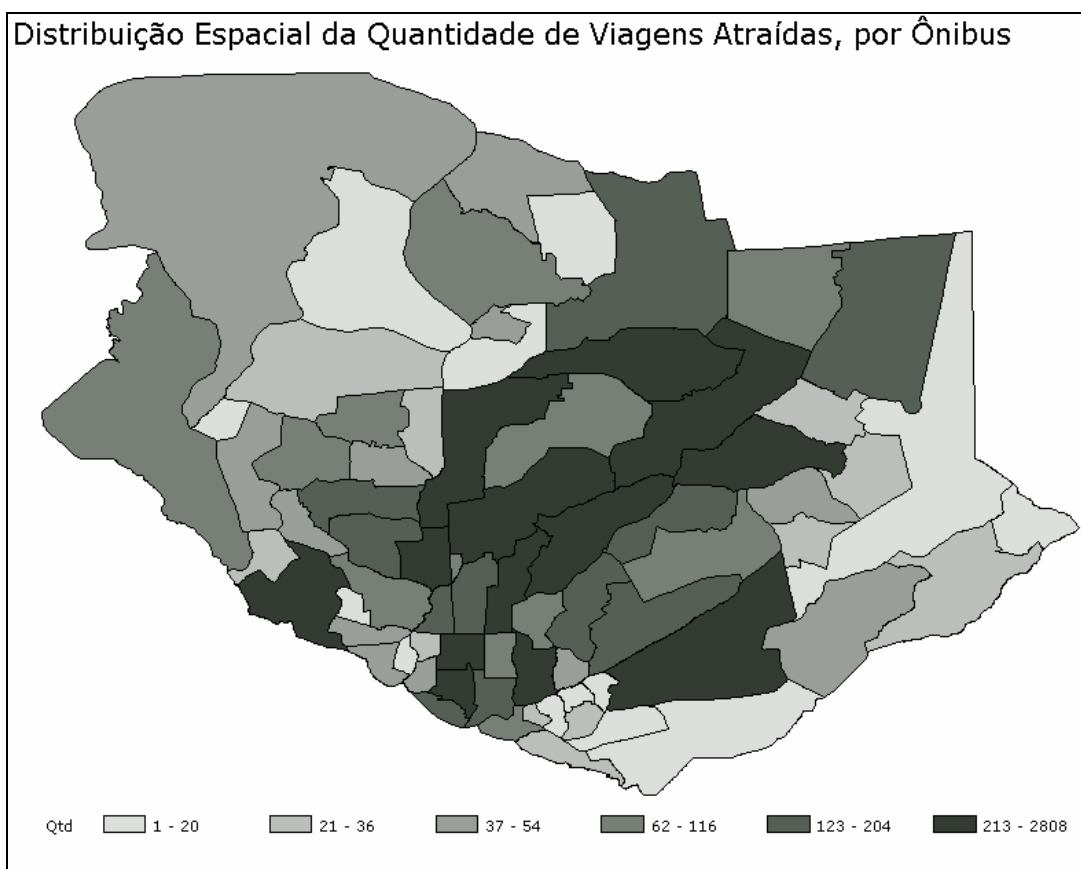 Distribuição Espacial da Quantidade de Viagens Atraídas, por Ônibus
Qtd 1 - 20 21 - 36 37 - 54 62 - 116 123 - 204 213 - 2808